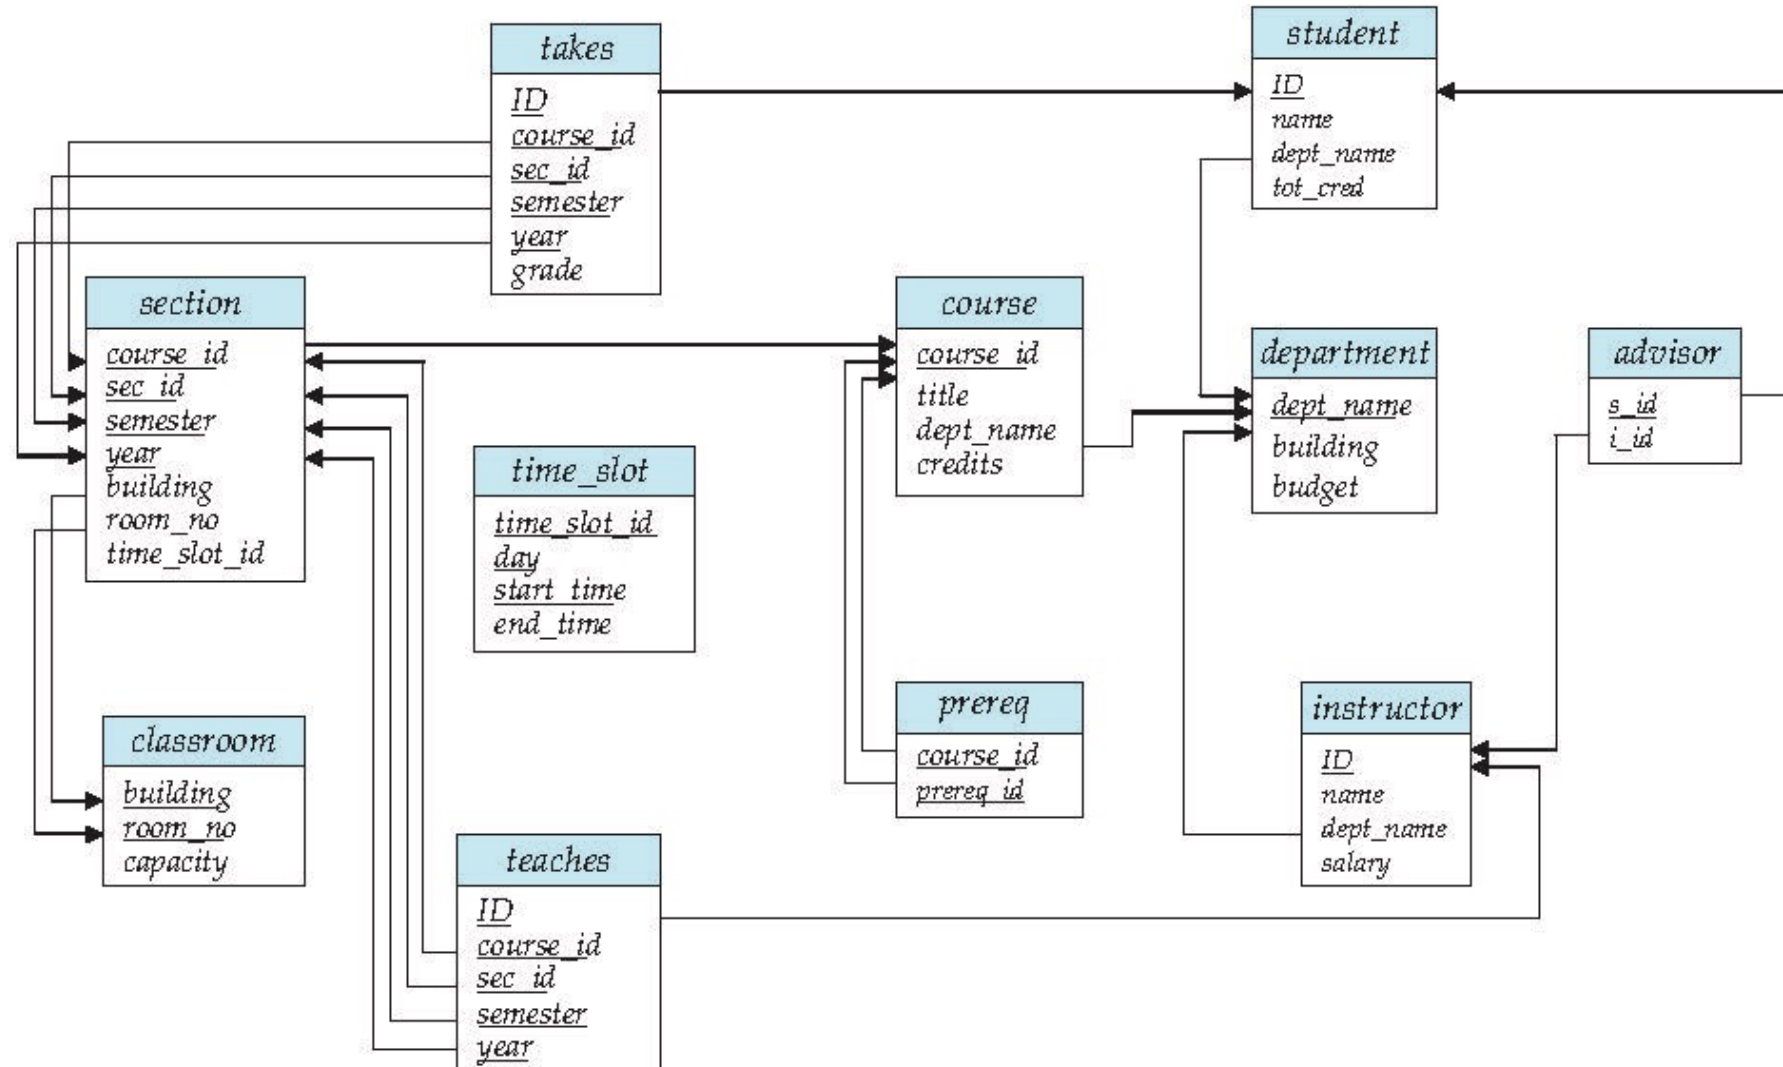 takes
ID
course_id
sec_id
semester
year
grade
student
ID
name
dept_name
tot_cred
section
course_id
sec_id
semester
year
building
room_no
time_slot_id
course
course_id
title
dept_name
credits
department
dept_name
building
budget
advisor
s_id
i_id
time_slot
time_slot_id
day
start_time
end_time
prereq
course_id
prereq_id
instructor
ID
name
dept_name
salary
classroom
building
room_no
capacity
teaches
ID
course_id
sec_id
semester
year